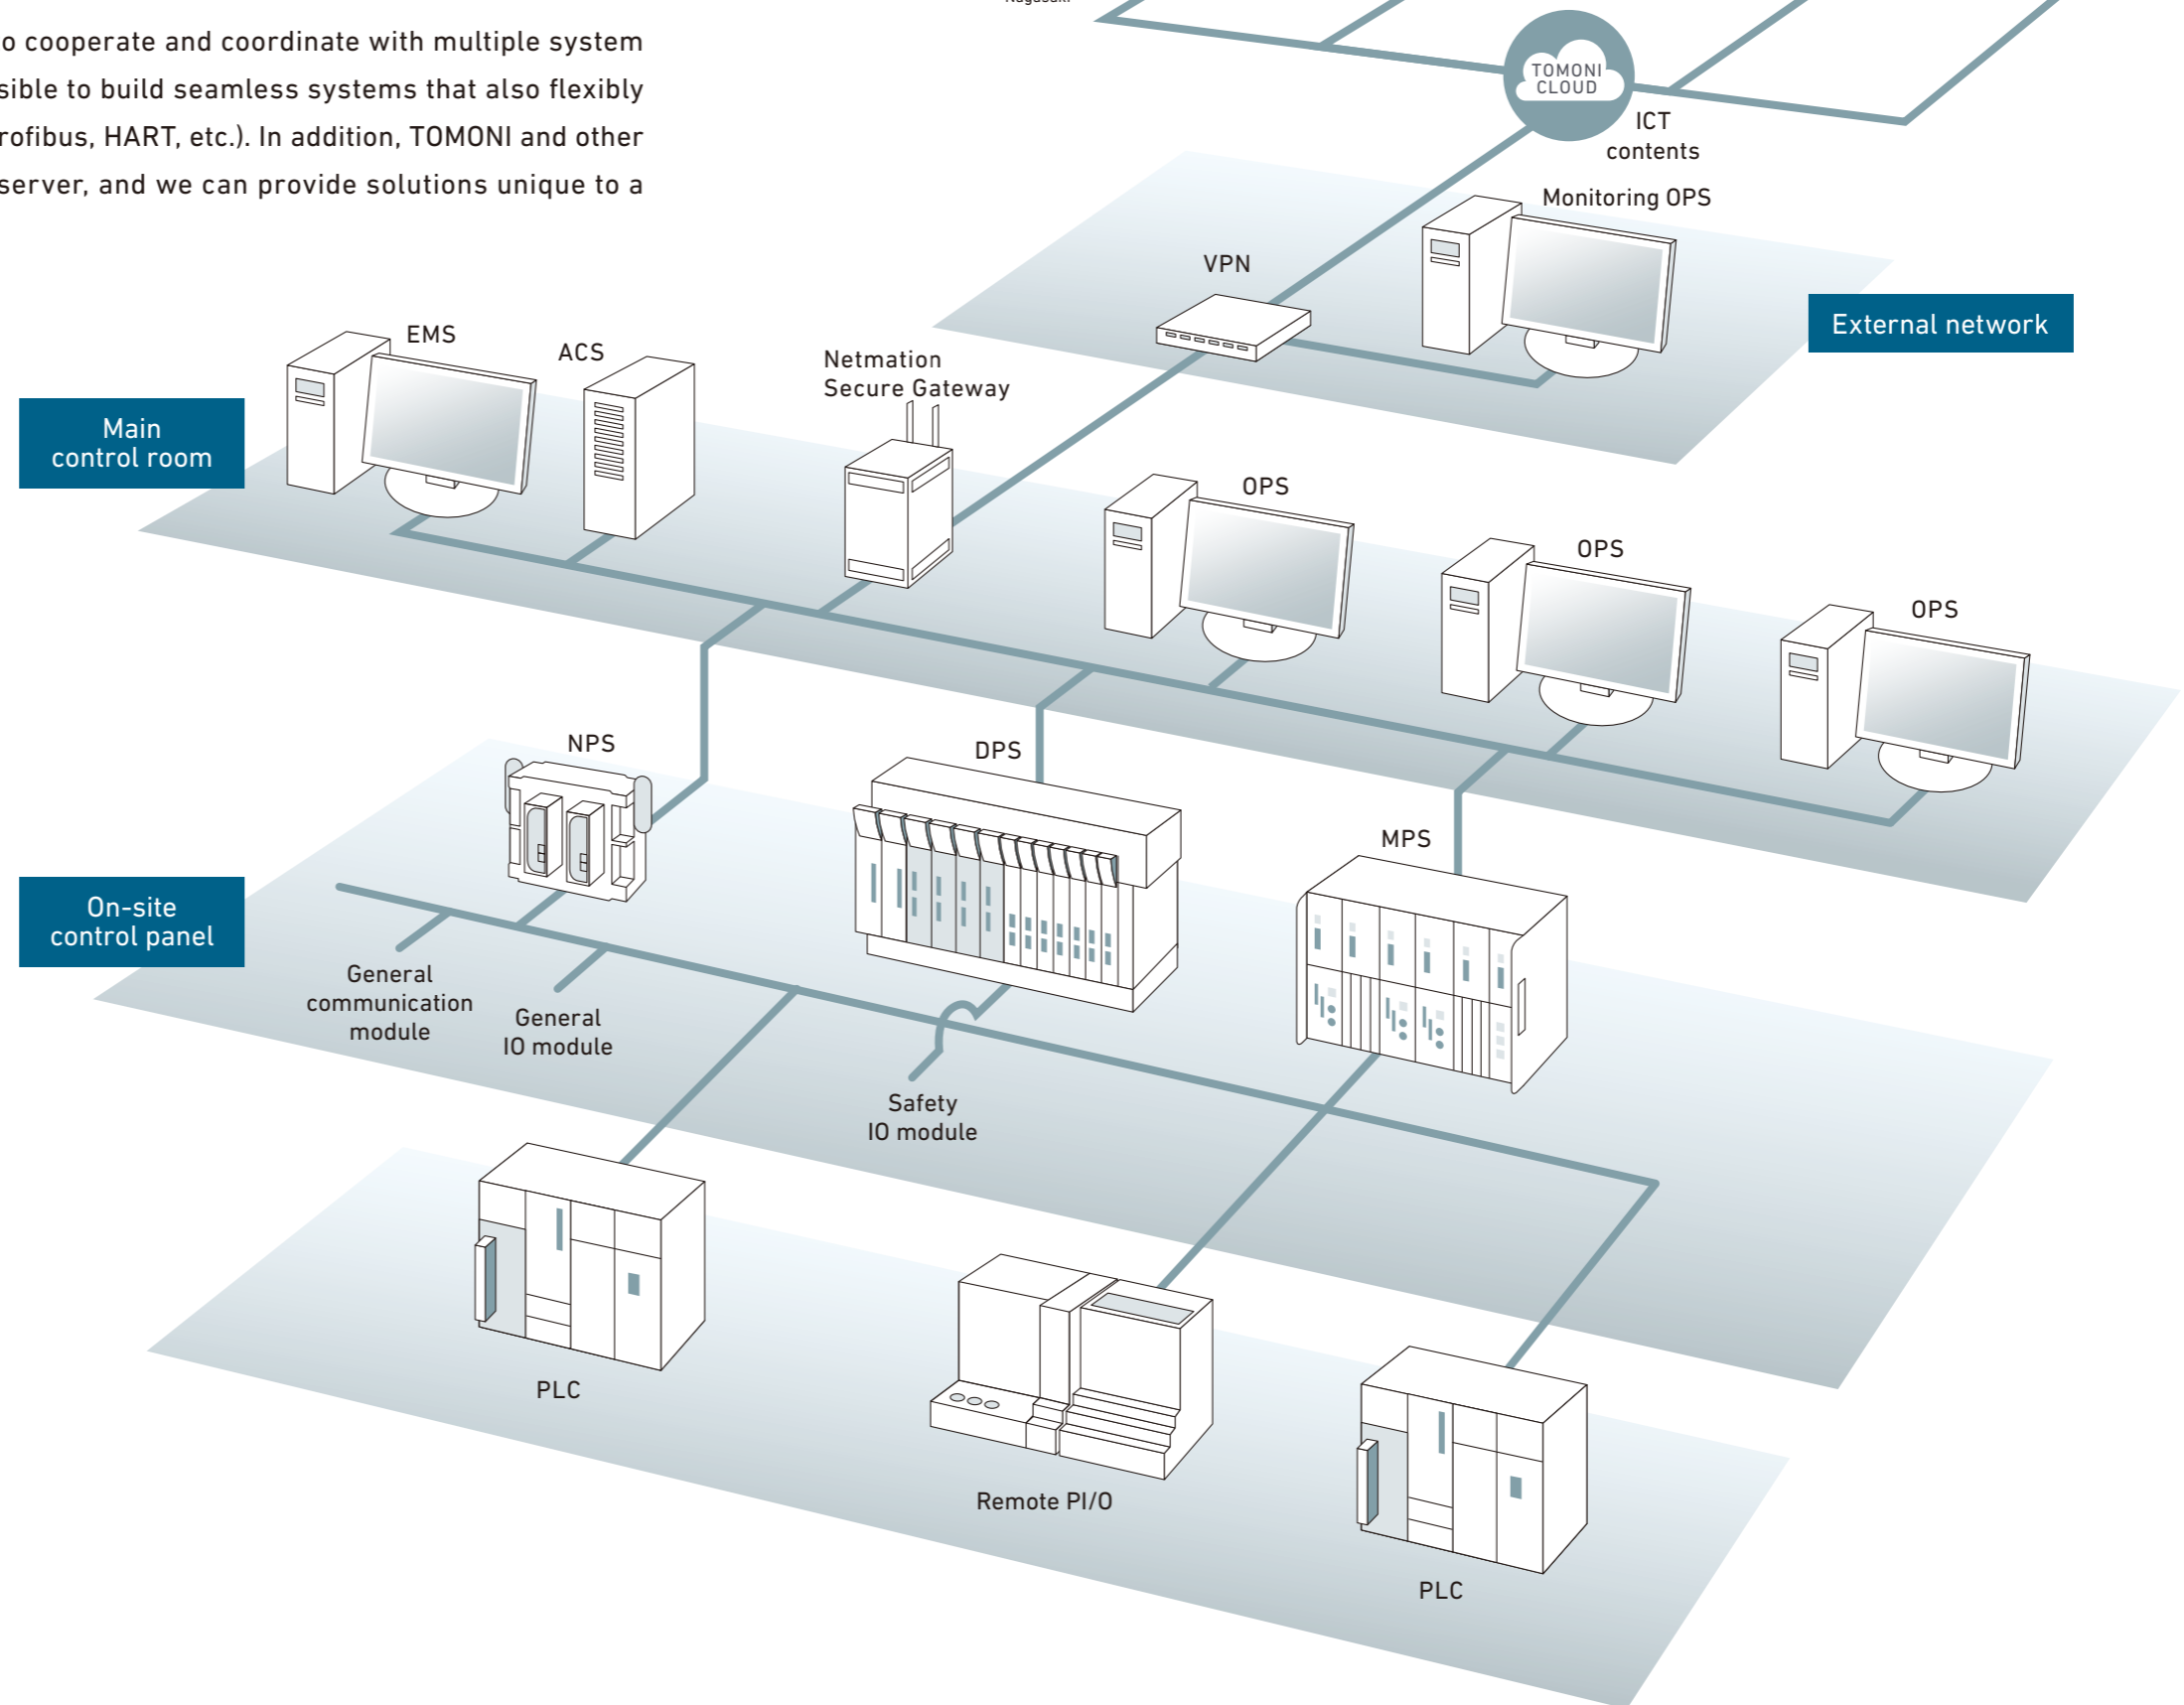 Nagasaki
o cooperate and coordinate with multiple system
sible to build seamless systems that also flexibly
rofibus, HART, etc.). In addition, TOMONI and other
server, and we can provide solutions unique to a
TOMONI
CLOUD
ICT
contents
Monitoring OPS
VPN
External network
EMS
ACS
Netmation
Secure Gateway
Main
control room
OPS
OPS
OPS
NPS
DPS
MPS
On-site
control panel
General
communication
module
General
IO module
Safety
IO module
PLC
Remote PI/O
PLC